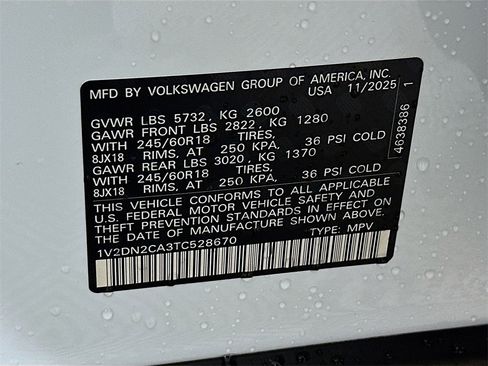 MFD BY VOLKSWAGEN GROUP OF AMERICA, INC.
USA 11/2025
GVWR LBS 5732, KG 2600
GAWR FRONT LBS 2822, KG 1280
WITH 245/60R18 TIRES,
8JX18 RIMS, AT 250 KPA, 36 PSI COLD
GAWR REAR LBS 3020, KG 1370
WITH 245/60R18 TIRES,
8JX18 RIMS, AT 250 KPA, 36 PSI COLD
THIS VEHICLE CONFORMS TO ALL APPLICABLE
U.S. FEDERAL MOTOR VEHICLE SAFETY AND
THEFT PREVENTION STANDARDS IN EFFECT ON
THE DATE OF MANUFACTURE SHOWN ABOVE.
1V2DN2CA3TC528670 TYPE: MPV
4638386 1